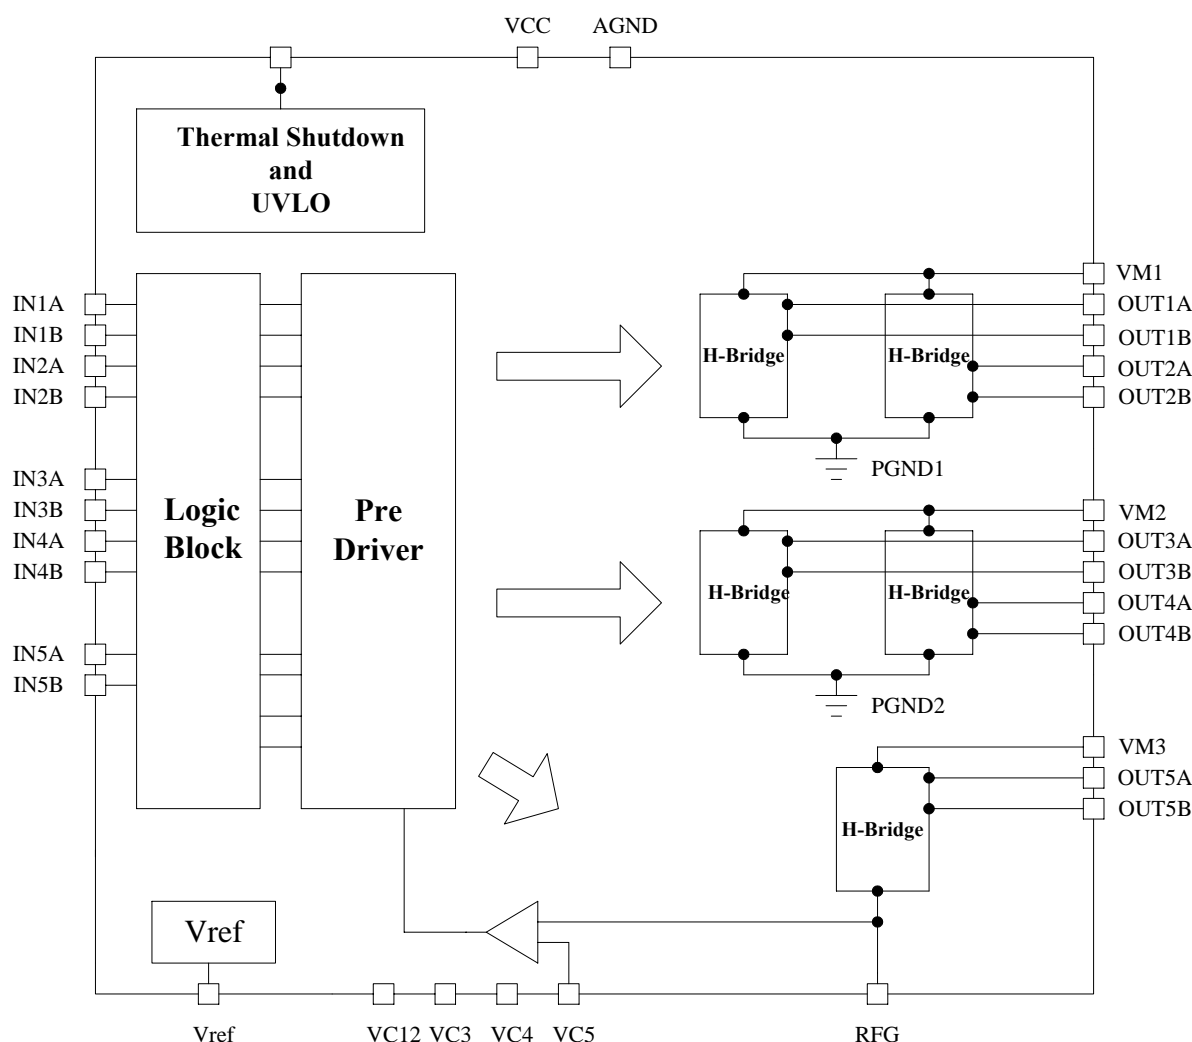 VCC
AGND
Thermal Shutdown
and
UVLO
IN1A
IN1B
IN2A
IN2B
IN3A
IN3B
IN4A
IN4B
IN5A
IN5B
Logic
Block
Pre
Driver
H-Bridge
H-Bridge
PGND1
VM1
OUT1A
OUT1B
OUT2A
OUT2B
H-Bridge
H-Bridge
PGND2
VM2
OUT3A
OUT3B
OUT4A
OUT4B
H-Bridge
VM3
OUT5A
OUT5B
Vref
Vref
VC12
VC3
VC4
VC5
RFG